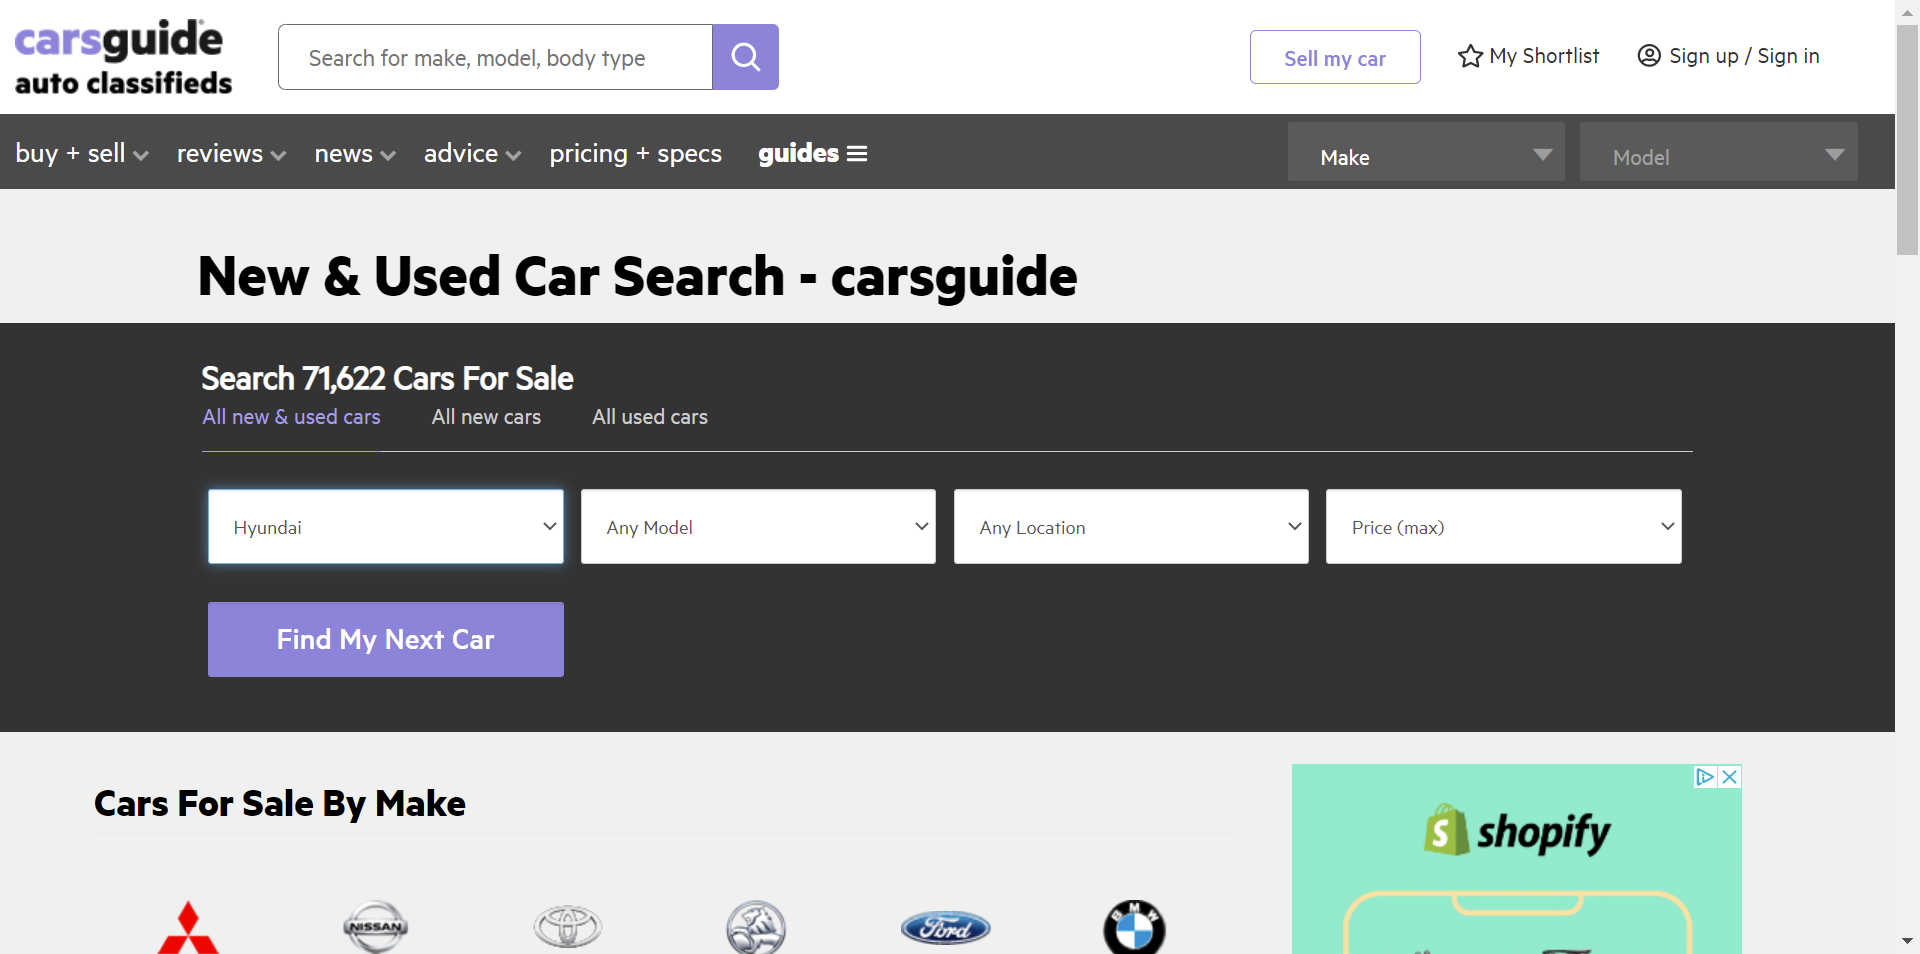 carsguide
auto classifieds
Search for make, model, body type
Sell my car
My Shortlist
Sign up / Sign in
buy + sell
reviews
news
advice
pricing + specs
guides
Make
Model
New & Used Car Search - carsguide
Search 71,622 Cars For Sale
All new & used cars
All new cars
All used cars
Hyundai
Any Model
Any Location
Price (max)
Find My Next Car
Cars For Sale By Make
shopify
NISSAN
Ford
BMW